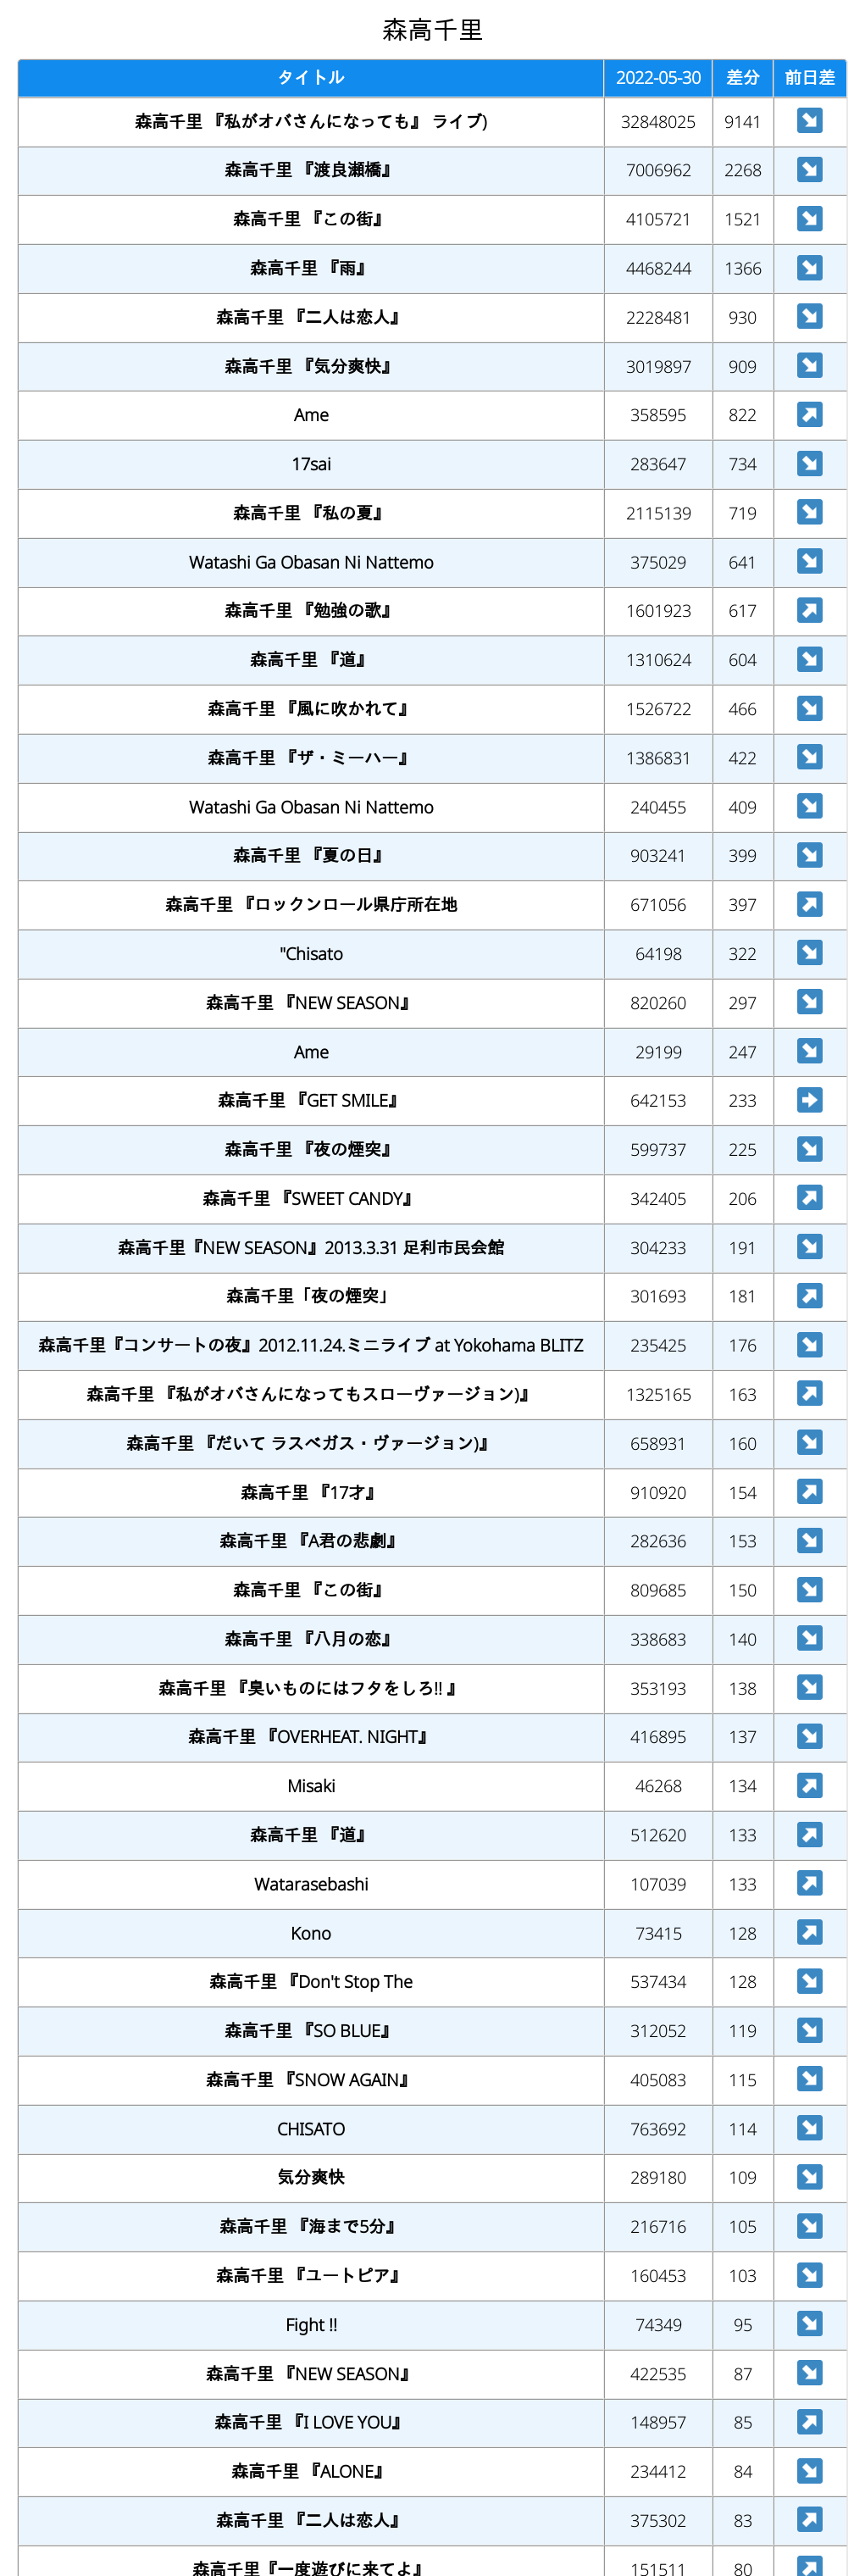 森高千里
タイトル 2022-05-30 差分 前日差
森高千里 『私がオバさんになっても』 ライブ) 32848025 9141
森高千里 『渡良瀬橋』 7006962 2268
森高千里 『この街』 4105721 1521
森高千里 『雨』 4468244 1366
森高千里 『二人は恋人』 2228481 930
森高千里 『気分爽快』 3019897 909
Ame 358595 822
17sai 283647 734
森高千里 『私の夏』 2115139 719
Watashi Ga Obasan Ni Nattemo 375029 641
森高千里 『勉強の歌』 1601923 617
森高千里 『道』 1310624 604
森高千里 『風に吹かれて』 1526722 466
森高千里 『ザ・ミーハー』 1386831 422
Watashi Ga Obasan Ni Nattemo 240455 409
森高千里 『夏の日』 903241 399
森高千里 『ロックンロール県庁所在地 671056 397
"Chisato 64198 322
森高千里 『NEW SEASON』 820260 297
Ame 29199 247
森高千里 『GET SMILE』 642153 233
森高千里 『夜の煙突』 599737 225
森高千里 『SWEET CANDY』 342405 206
森高千里『NEW SEASON』2013.3.31 足利市民会館 304233 191
森高千里「夜の煙突」 301693 181
森高千里『コンサートの夜』2012.11.24.ミニライブ at Yokohama BLITZ 235425 176
森高千里 『私がオバさんになってもスローヴァージョン)』 1325165 163
森高千里 『だいて ラスベガス・ヴァージョン)』 658931 160
森高千里 『17才』 910920 154
森高千里 『A君の悲劇』 282636 153
森高千里 『この街』 809685 150
森高千里 『八月の恋』 338683 140
森高千里 『臭いものにはフタをしろ!! 』 353193 138
森高千里 『OVERHEAT. NIGHT』 416895 137
Misaki 46268 134
森高千里 『道』 512620 133
Watarasebashi 107039 133
Kono 73415 128
森高千里 『Don't Stop The 537434 128
森高千里 『SO BLUE』 312052 119
森高千里 『SNOW AGAIN』 405083 115
CHISATO 763692 114
気分爽快 289180 109
森高千里 『海まで5分』 216716 105
森高千里 『ユートピア』 160453 103
Fight !! 74349 95
森高千里 『NEW SEASON』 422535 87
森高千里 『I LOVE YOU』 148957 85
森高千里 『ALONE』 234412 84
森高千里 『二人は恋人』 375302 83
森高千里『一度遊びに来てよ』 151511 80